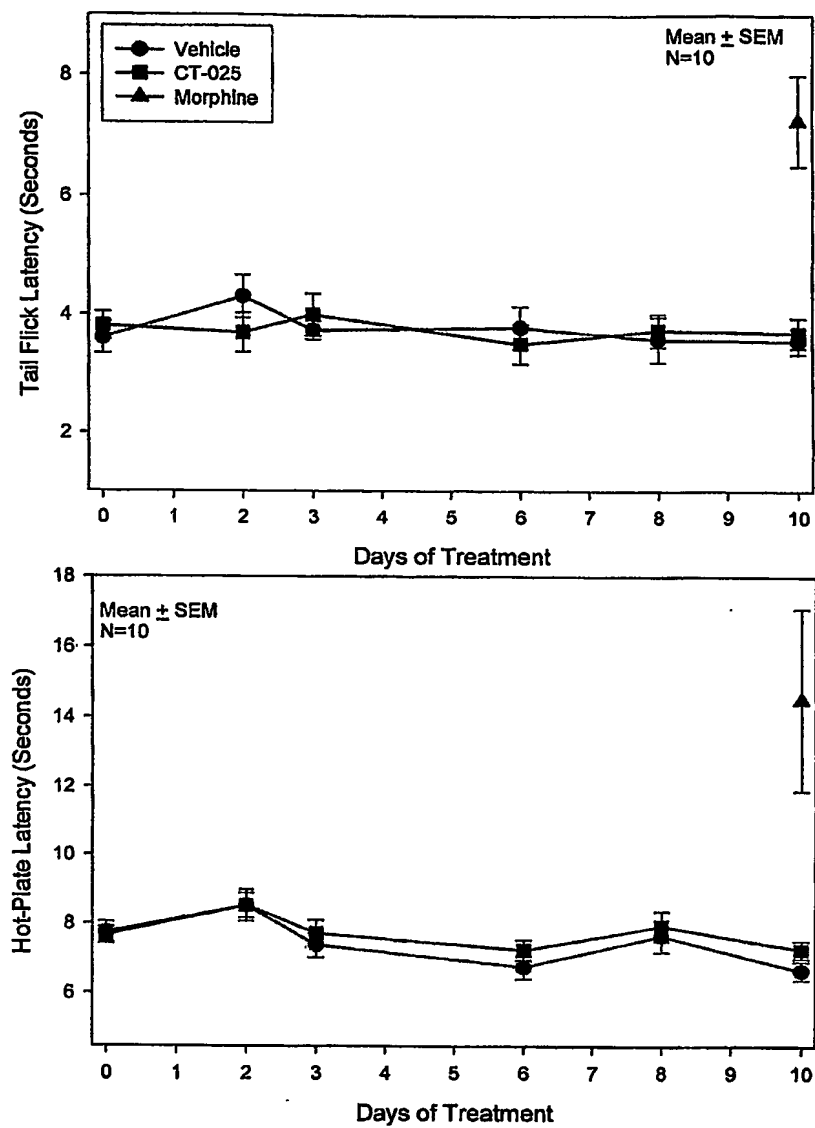 Vehicle
CT-025
Morphine
Mean ± SEM
N=10
Tail Flick Latency (Seconds)
8
6
4
2
0 1 2 3 4 5 6 7 8 9 10
Days of Treatment
Mean ± SEM
N=10
Hot-Plate Latency (Seconds)
18
16
14
12
10
8
6
0 1 2 3 4 5 6 7 8 9 10
Days of Treatment